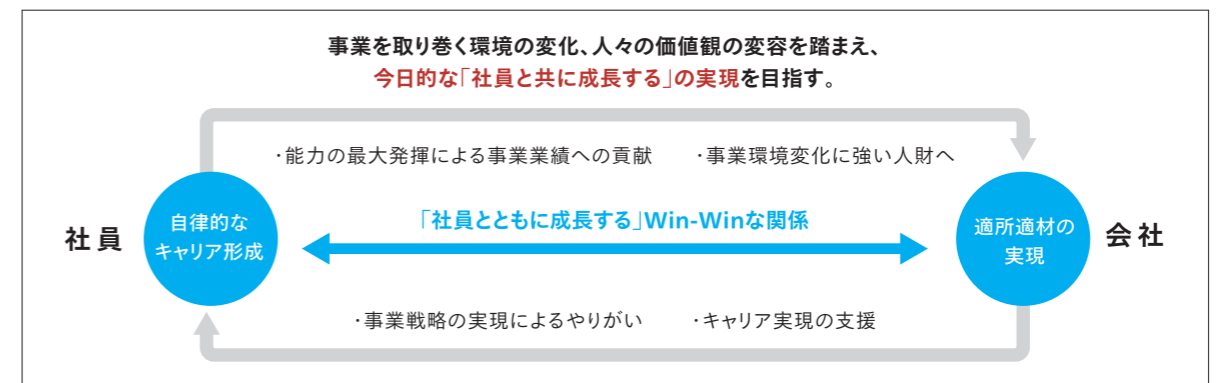 事業を取り巻く環境の変化、人々の価値観の変容を踏まえ、
今日的な「社員と共に成長する」の実現を目指す。
・能力の最大発揮による事業業績への貢献 ・事業環境変化に強い人財へ
社員
自律的な
キャリア形成
「社員とともに成長する」Win-Winな関係
適所適材の
実現
会社
・事業戦略の実現によるやりがい ・キャリア実現の支援